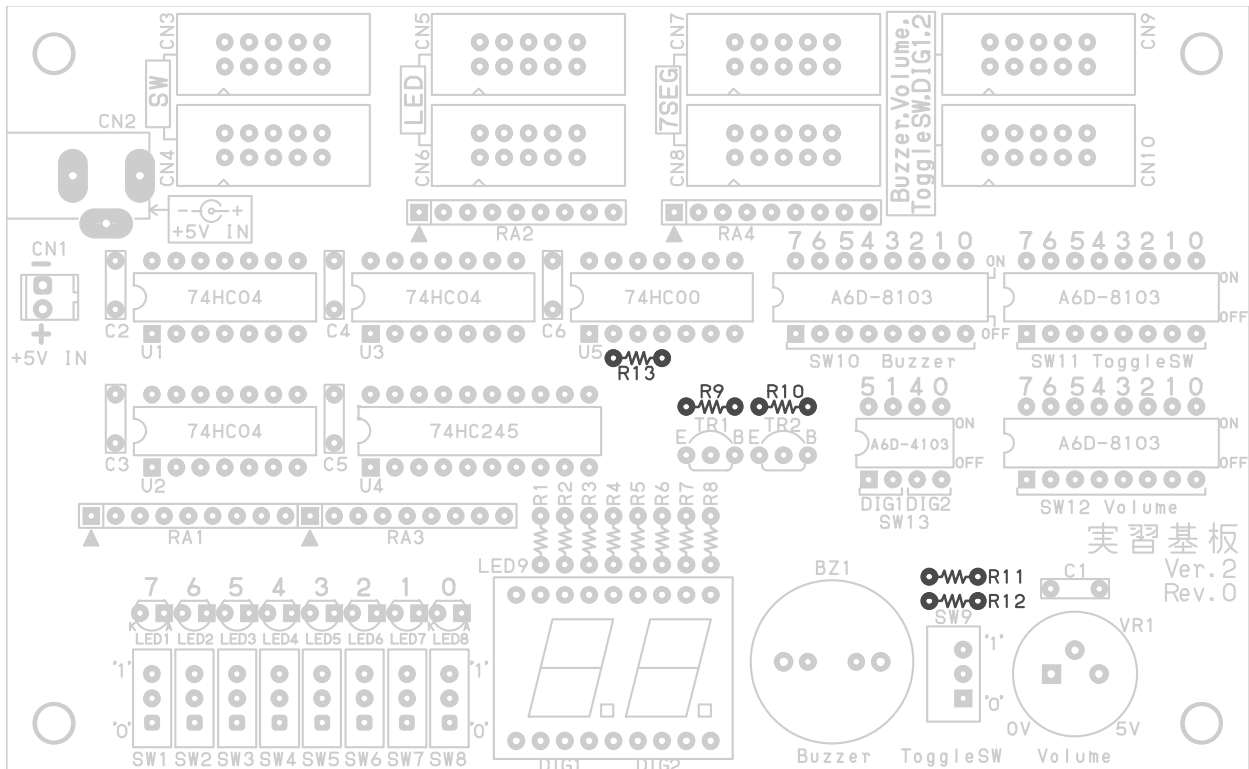 CN3
CN5
CN7
CN9
SW
LED
7SEG
Buzzer.Volume.
ToggleSW.DIG1.2
CN2
CN4
CN6
CN8
CN10
- +
+5V IN
RA2
RA4
CN1
-
+
+5V IN
7 6 5 4 3 2 1 0
7 6 5 4 3 2 1 0
ON
ON
C2
74HC04
C4
74HC04
C6
74HC00
A6D-8103
A6D-8103
OFF
OFF
U1
U3
U5
SW10 Buzzer
SW11 ToggleSW
R13
R9
R10
5 1 4 0
7 6 5 4 3 2 1 0
TR1
TR2
E B
E B
ON
ON
C3
74HC04
C5
74HC245
A6D-4103
A6D-8103
OFF
OFF
U2
U4
DIG1 DIG2
SW13
SW12 Volume
R1 R2 R3 R4 R5 R6 R7 R8
RA1
RA3
実習基板
Ver.2
Rev.0
LED9
BZ1
R11
R12
C1
7 6 5 4 3 2 1 0
K A
K A
LED1 LED2 LED3 LED4 LED5 LED6 LED7 LED8
SW9
VR1
'1'
'1'
'1'
'0'
'0'
'0'
0V
5V
SW1 SW2 SW3 SW4 SW5 SW6 SW7 SW8
DIG1
DIG2
Buzzer
ToggleSW
Volume